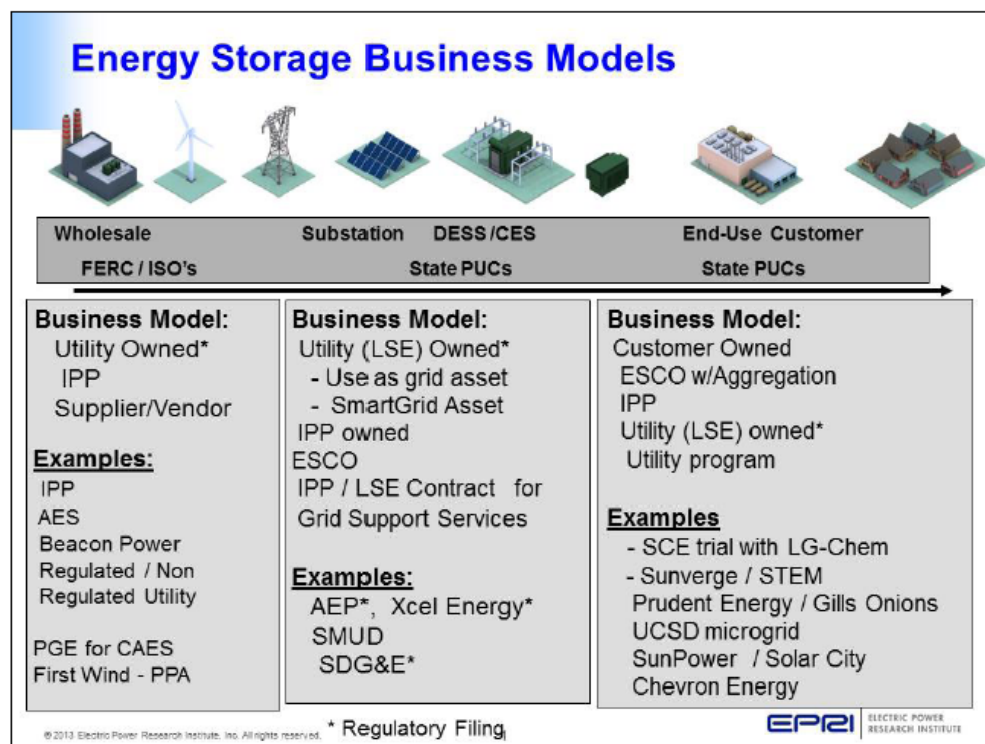 Energy Storage Business Models
Wholesale
FERC / ISO's
Substation DESS /CES
State PUCs
End-Use Customer
State PUCs
Business Model:
Utility Owned*
IPP
Supplier/Vendor
Examples:
IPP
AES
Beacon Power
Regulated / Non
Regulated Utility
PGE for CAES
First Wind - PPA
Business Model:
Utility (LSE) Owned*
- Use as grid asset
- SmartGrid Asset
IPP owned
ESCO
IPP / LSE Contract for
Grid Support Services
Examples:
AEP*, Xcel Energy*
SMUD
SDG&E*
Business Model:
Customer Owned
ESCO w/Aggregation
IPP
Utility (LSE) owned*
Utility program
Examples
- SCE trial with LG-Chem
- Sunverge / STEM
Prudent Energy / Gills Onions
UCSD microgrid
SunPower / Solar City
Chevron Energy
© 2013 Electric Power Research Institute, Inc. All rights reserved.
* Regulatory Filing
EPRI
ELECTRIC POWER
RESEARCH INSTITUTE